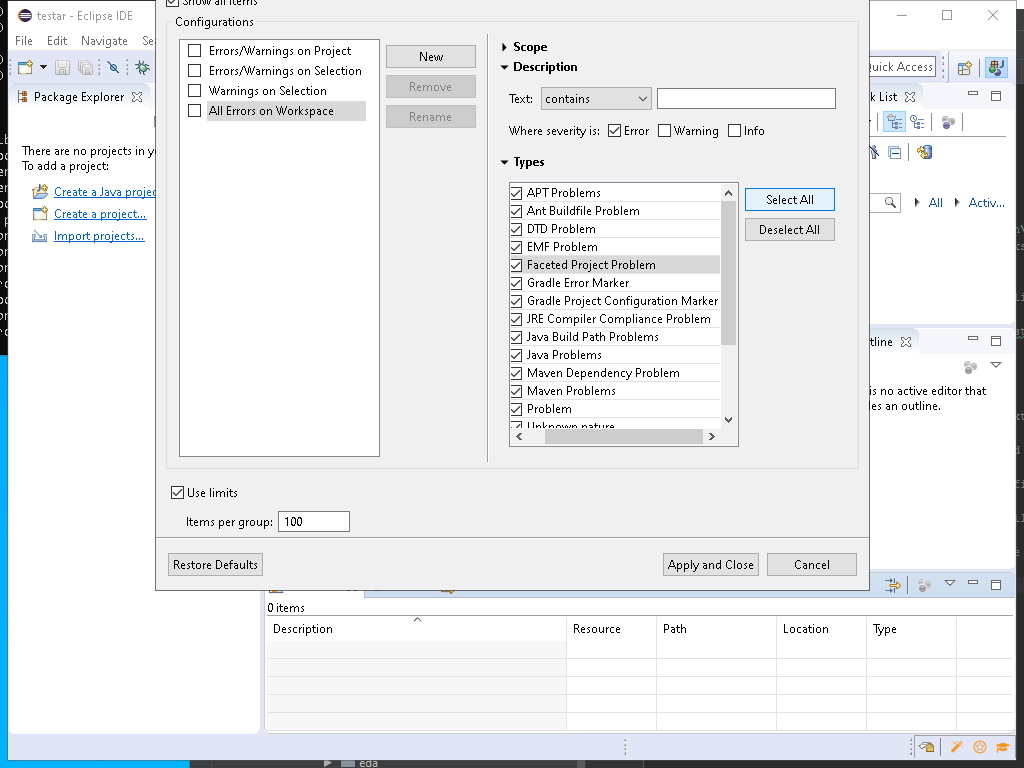 testar - Eclipse IDE
File Edit Navigate Se
Show all items
Configurations
Errors/Warnings on Project
Errors/Warnings on Selection
Warnings on Selection
All Errors on Workspace
New
Remove
Rename
Scope
Description
Text: contains
Where severity is: Error Warning Info
Types
APT Problems
Ant Buildfile Problem
DTD Problem
EMF Problem
Faceted Project Problem
Gradle Error Marker
Gradle Project Configuration Marker
JRE Compiler Compliance Problem
Java Build Path Problems
Java Problems
Maven Dependency Problem
Maven Problems
Problem
Unknown nature
Select All
Deselect All
Use limits
Items per group: 100
Restore Defaults
Apply and Close
Cancel
Package Explorer
There are no projects in y
To add a project:
Create a Java projec
Create a project...
Import projects...
uick Access
k List
All Activ...
tline
is no active editor that
es an outline.
0 items
Description Resource Path Location Type
eda